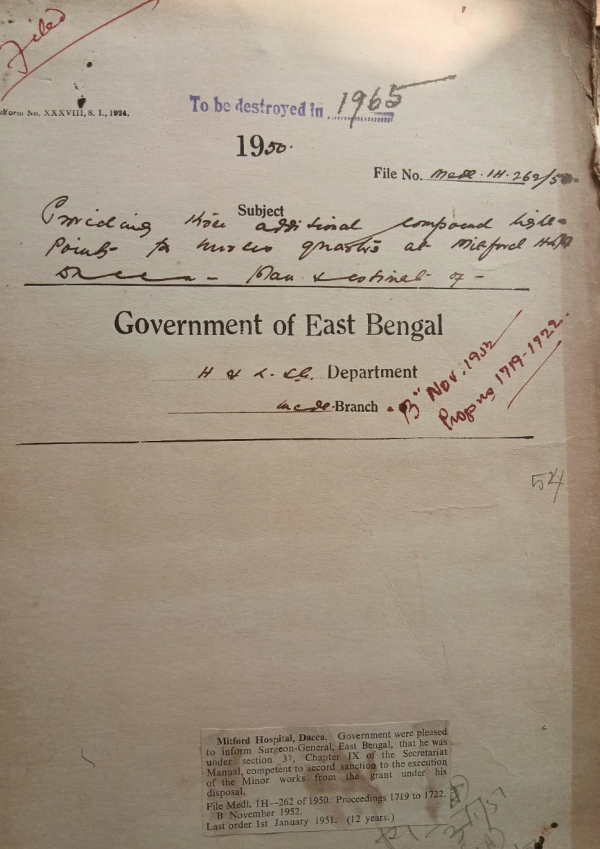 Filed
Form No. XXXVIII, S. I., 1924.
To be destroyed in 1965
1950.
File No. Medl. 1H-262/50.
Subject
Providing three additional compound light
points to nurses quarters at Mitford Hospl
Dacca - Plan & estimate of -
Government of East Bengal
H & L. S.G. Department
Medl. Branch
B Nov. 1952
Progs 1719-1722.
54
Mitford Hospital, Dacca. Government were pleased
to inform Surgeon-General, East Bengal, that he was
under section 37, Chapter IX of the Secretariat
Manual, competent to accord sanction to the execution
of the Minor works from the grant under his
disposal.
File Medl. 1H—262 of 1950. Proceedings 1719 to 1722.
B November 1952.
Last order 1st January 1951. (12 years.)